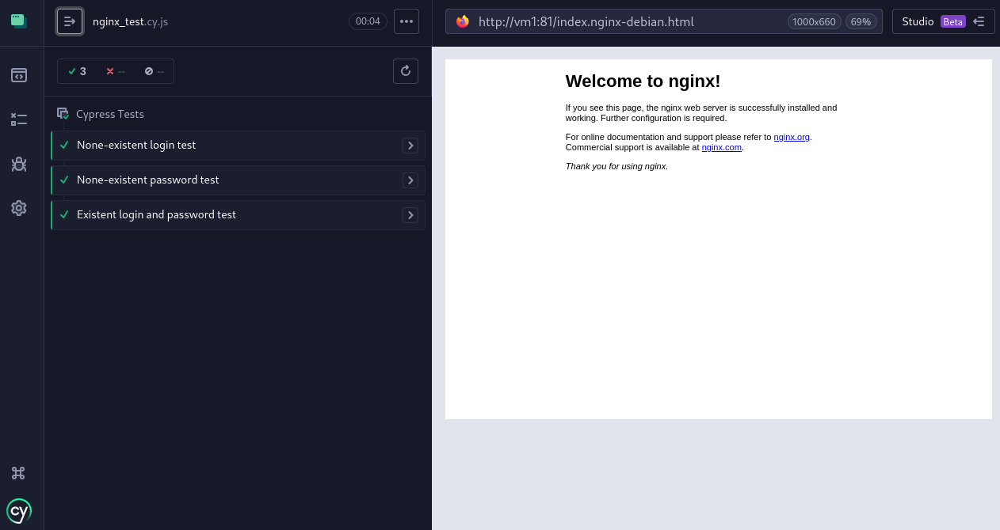 nginx_test.cy.js
00:04
http://vm1:81/index.nginx-debian.html
1000x660
69%
Studio Beta
3 -- --
Cypress Tests
None-existent login test
None-existent password test
Existent login and password test
cy
Welcome to nginx!
If you see this page, the nginx web server is successfully installed and
working. Further configuration is required.
For online documentation and support please refer to nginx.org.
Commercial support is available at nginx.com.
Thank you for using nginx.